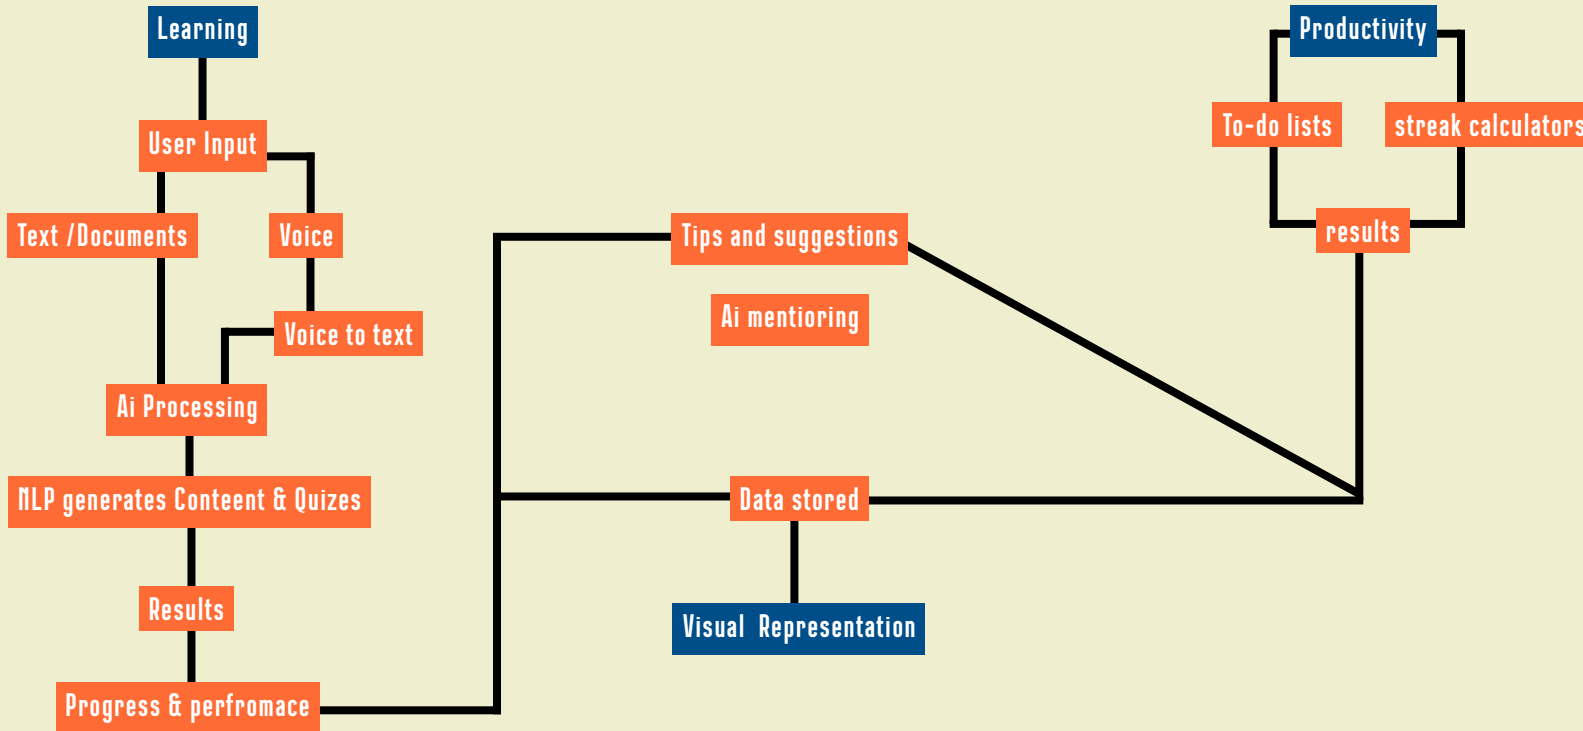 Learning
Productivity
User Input
To-do lists
streak calculators
Text /Documents
Voice
Tips and suggestions
results
Ai mentioring
Voice to text
Ai Processing
NLP generates Conteent & Quizes
Data stored
Results
Visual Representation
Progress & perfromace